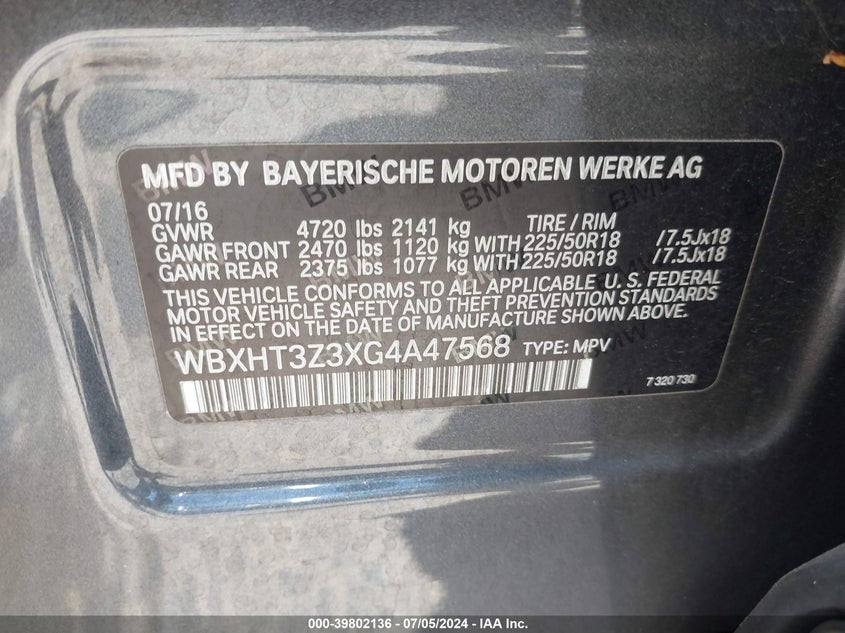 MFD BY BAYERISCHE MOTOREN WERKE AG
07/16
GVWR 4720 lbs 2141 kg TIRE / RIM
GAWR FRONT 2470 lbs 1120 kg WITH 225/50R18 /7.5Jx18
GAWR REAR 2375 lbs 1077 kg WITH 225/50R18 /7.5Jx18
THIS VEHICLE CONFORMS TO ALL APPLICABLE U. S. FEDERAL
MOTOR VEHICLE SAFETY AND THEFT PREVENTION STANDARDS
IN EFFECT ON THE DATE OF MANUFACTURE SHOWN ABOVE.
WBXHT3Z3XG4A47568 TYPE: MPV
7 320 730
000-39802136 - 07/05/2024 - IAA Inc.